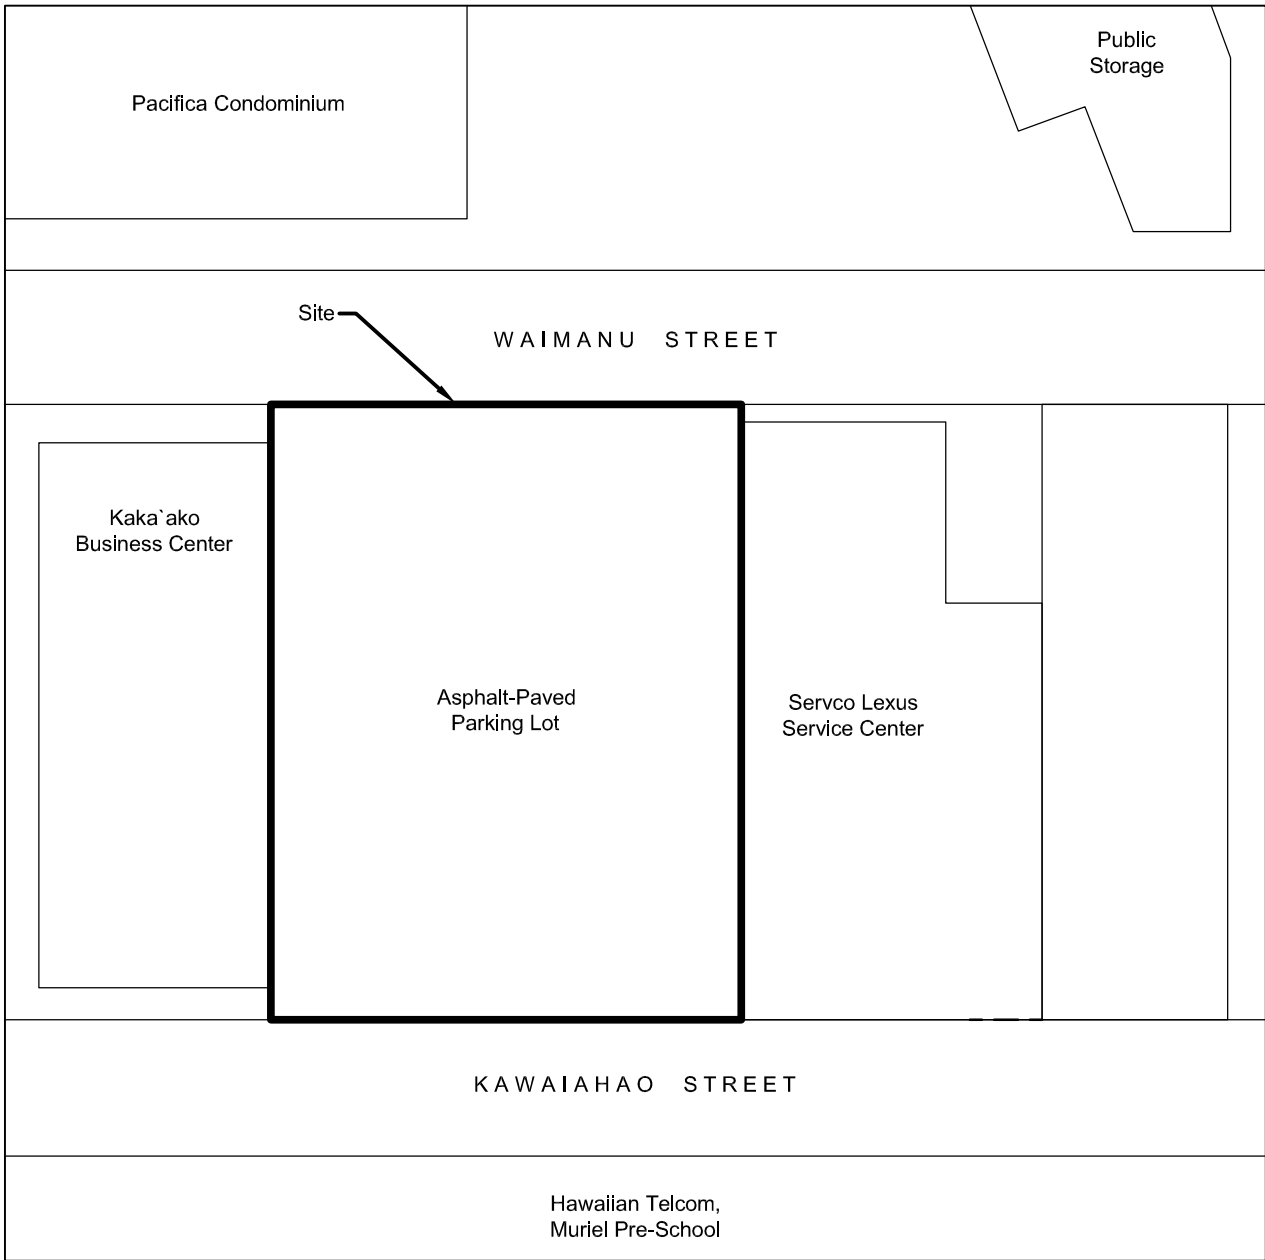 Public
Storage
Pacifica Condominium
Site
WAIMANU STREET
Kaka`ako
Business Center
Asphalt-Paved
Parking Lot
Servco Lexus
Service Center
KAWAIAHAO STREET
Hawaiian Telcom,
Muriel Pre-School